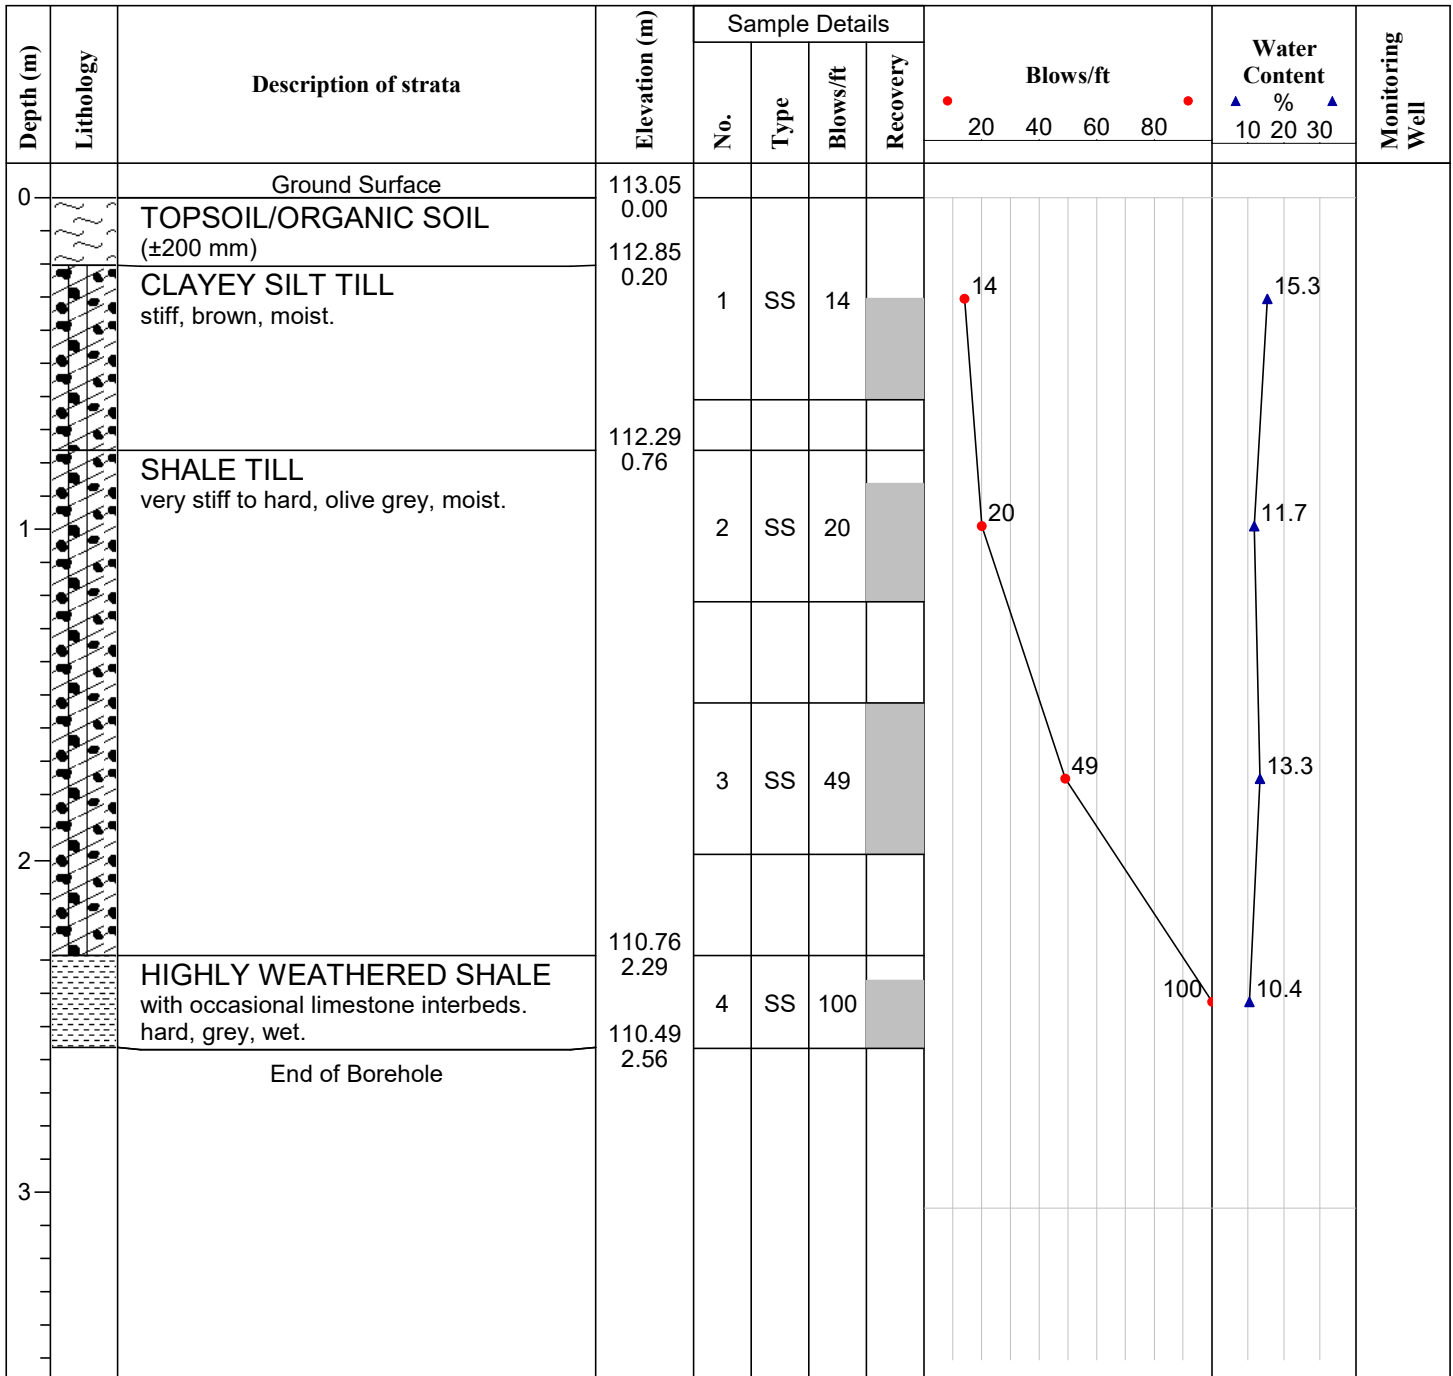 Depth (m)
Lithology
Description of strata
Elevation (m)
Sample Details
No.
Type
Blows/ft
Recovery
Blows/ft
20 40 60 80
Water
Content
%
10 20 30
Monitoring
Well
0
Ground Surface
113.05
0.00
TOPSOIL/ORGANIC SOIL
(±200 mm)
112.85
0.20
CLAYEY SILT TILL
stiff, brown, moist.
1 SS 14
14
15.3
112.29
0.76
SHALE TILL
very stiff to hard, olive grey, moist.
1
2 SS 20
20
11.7
3 SS 49
49
13.3
2
110.76
2.29
HIGHLY WEATHERED SHALE
with occasional limestone interbeds.
hard, grey, wet.
4 SS 100
100
10.4
110.49
2.56
End of Borehole
3